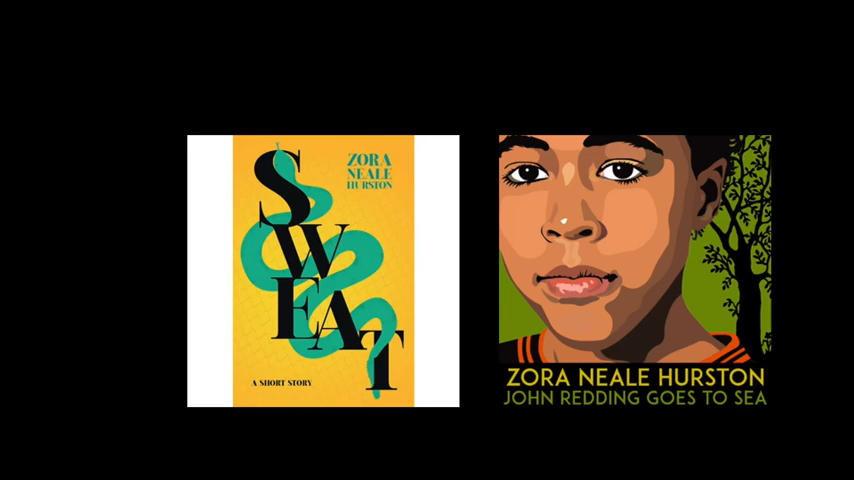 SWEAT
ZORA
NEALE
HURSTON
A SHORT STORY
ZORA NEALE HURSTON
JOHN REDDING GOES TO SEA